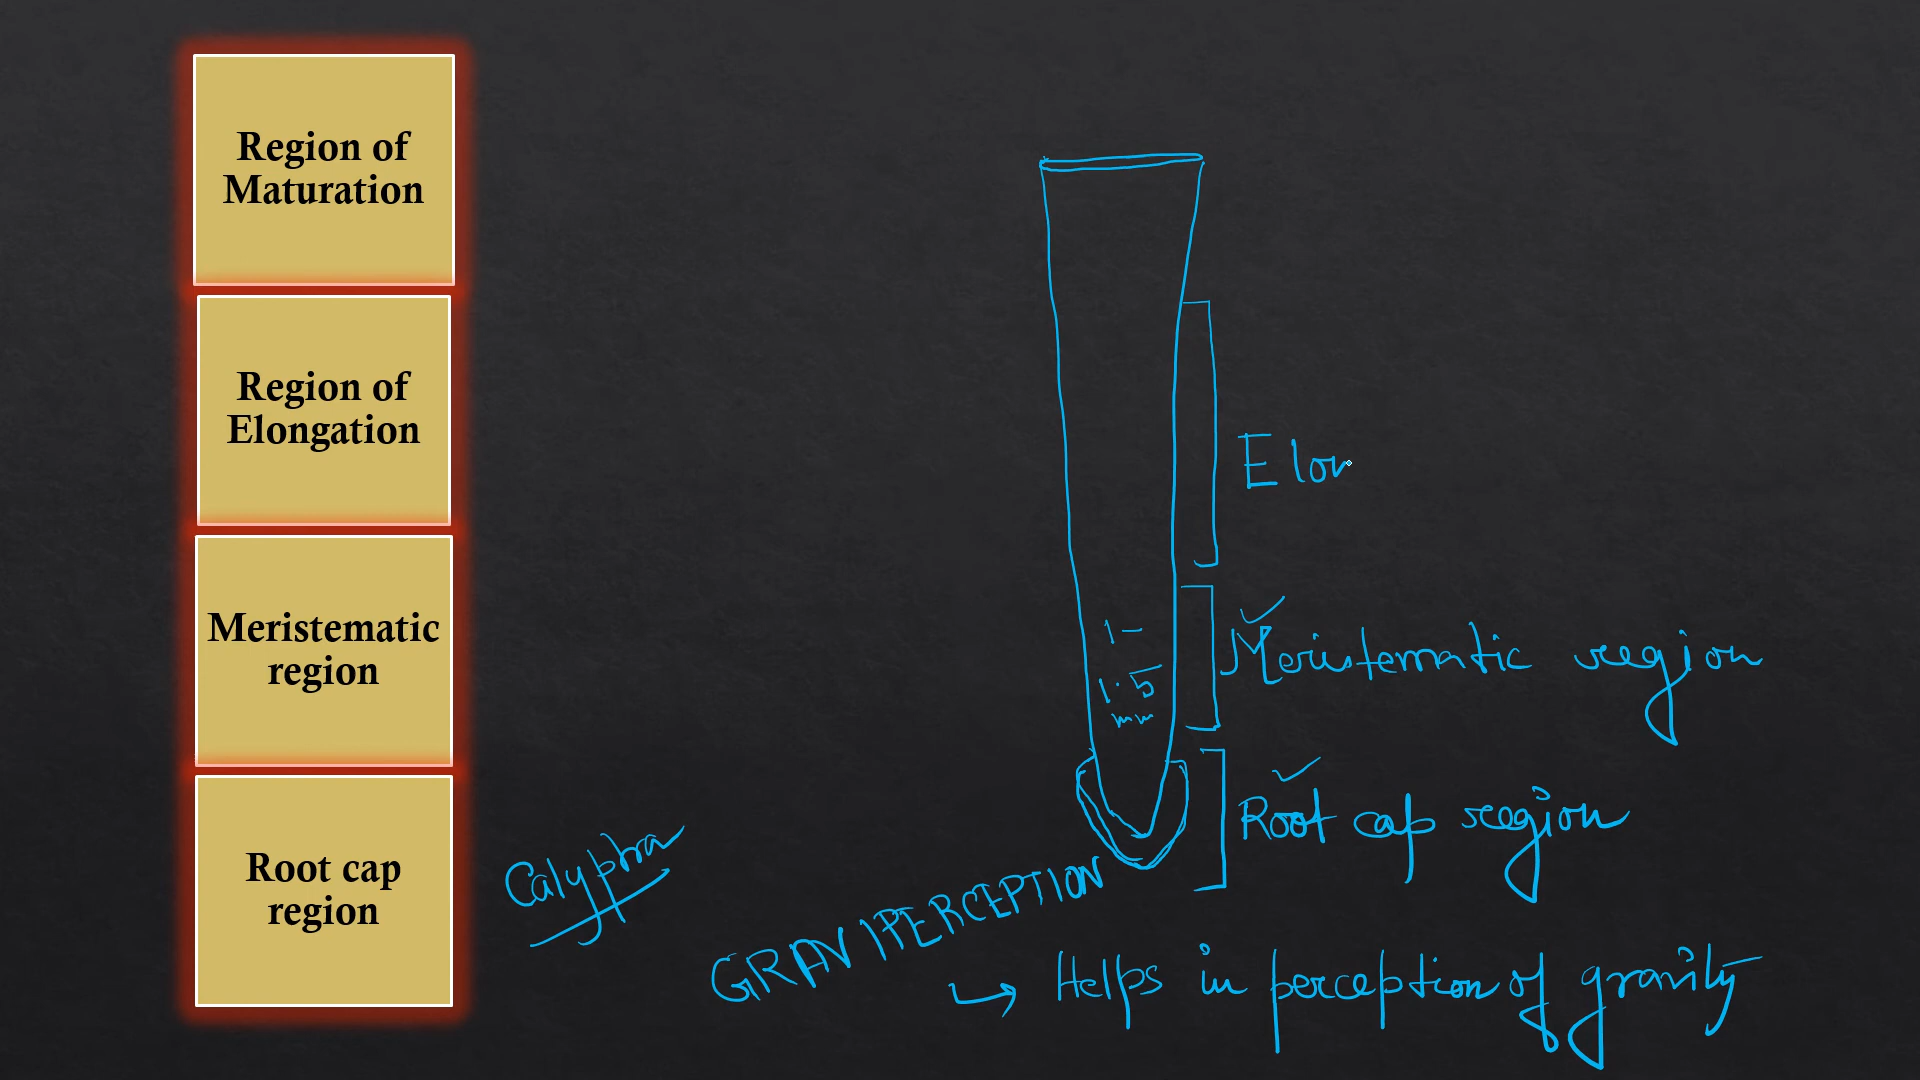 Region of
Maturation
Region of
Elongation
Meristematic
region
Root cap
region
Elon
1-
1.5
mm
Meristematic region
Root cap region
Calyptra
GRAVIPERCEPTION
Helps in perception of gravity